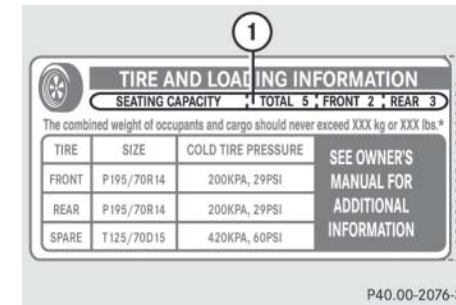 1
TIRE AND LOADING INFORMATION
SEATING CAPACITY TOTAL 5 FRONT 2 REAR 3
The combined weight of occupants and cargo should never exceed XXX kg or XXX lbs.*
TIRE SIZE COLD TIRE PRESSURE
FRONT P195/70R14 200KPA, 29PSI
REAR P195/70R14 200KPA, 29PSI
SPARE T125/70D15 420KPA, 60PSI
SEE OWNER'S
MANUAL FOR
ADDITIONAL
INFORMATION
P40.00-2076-